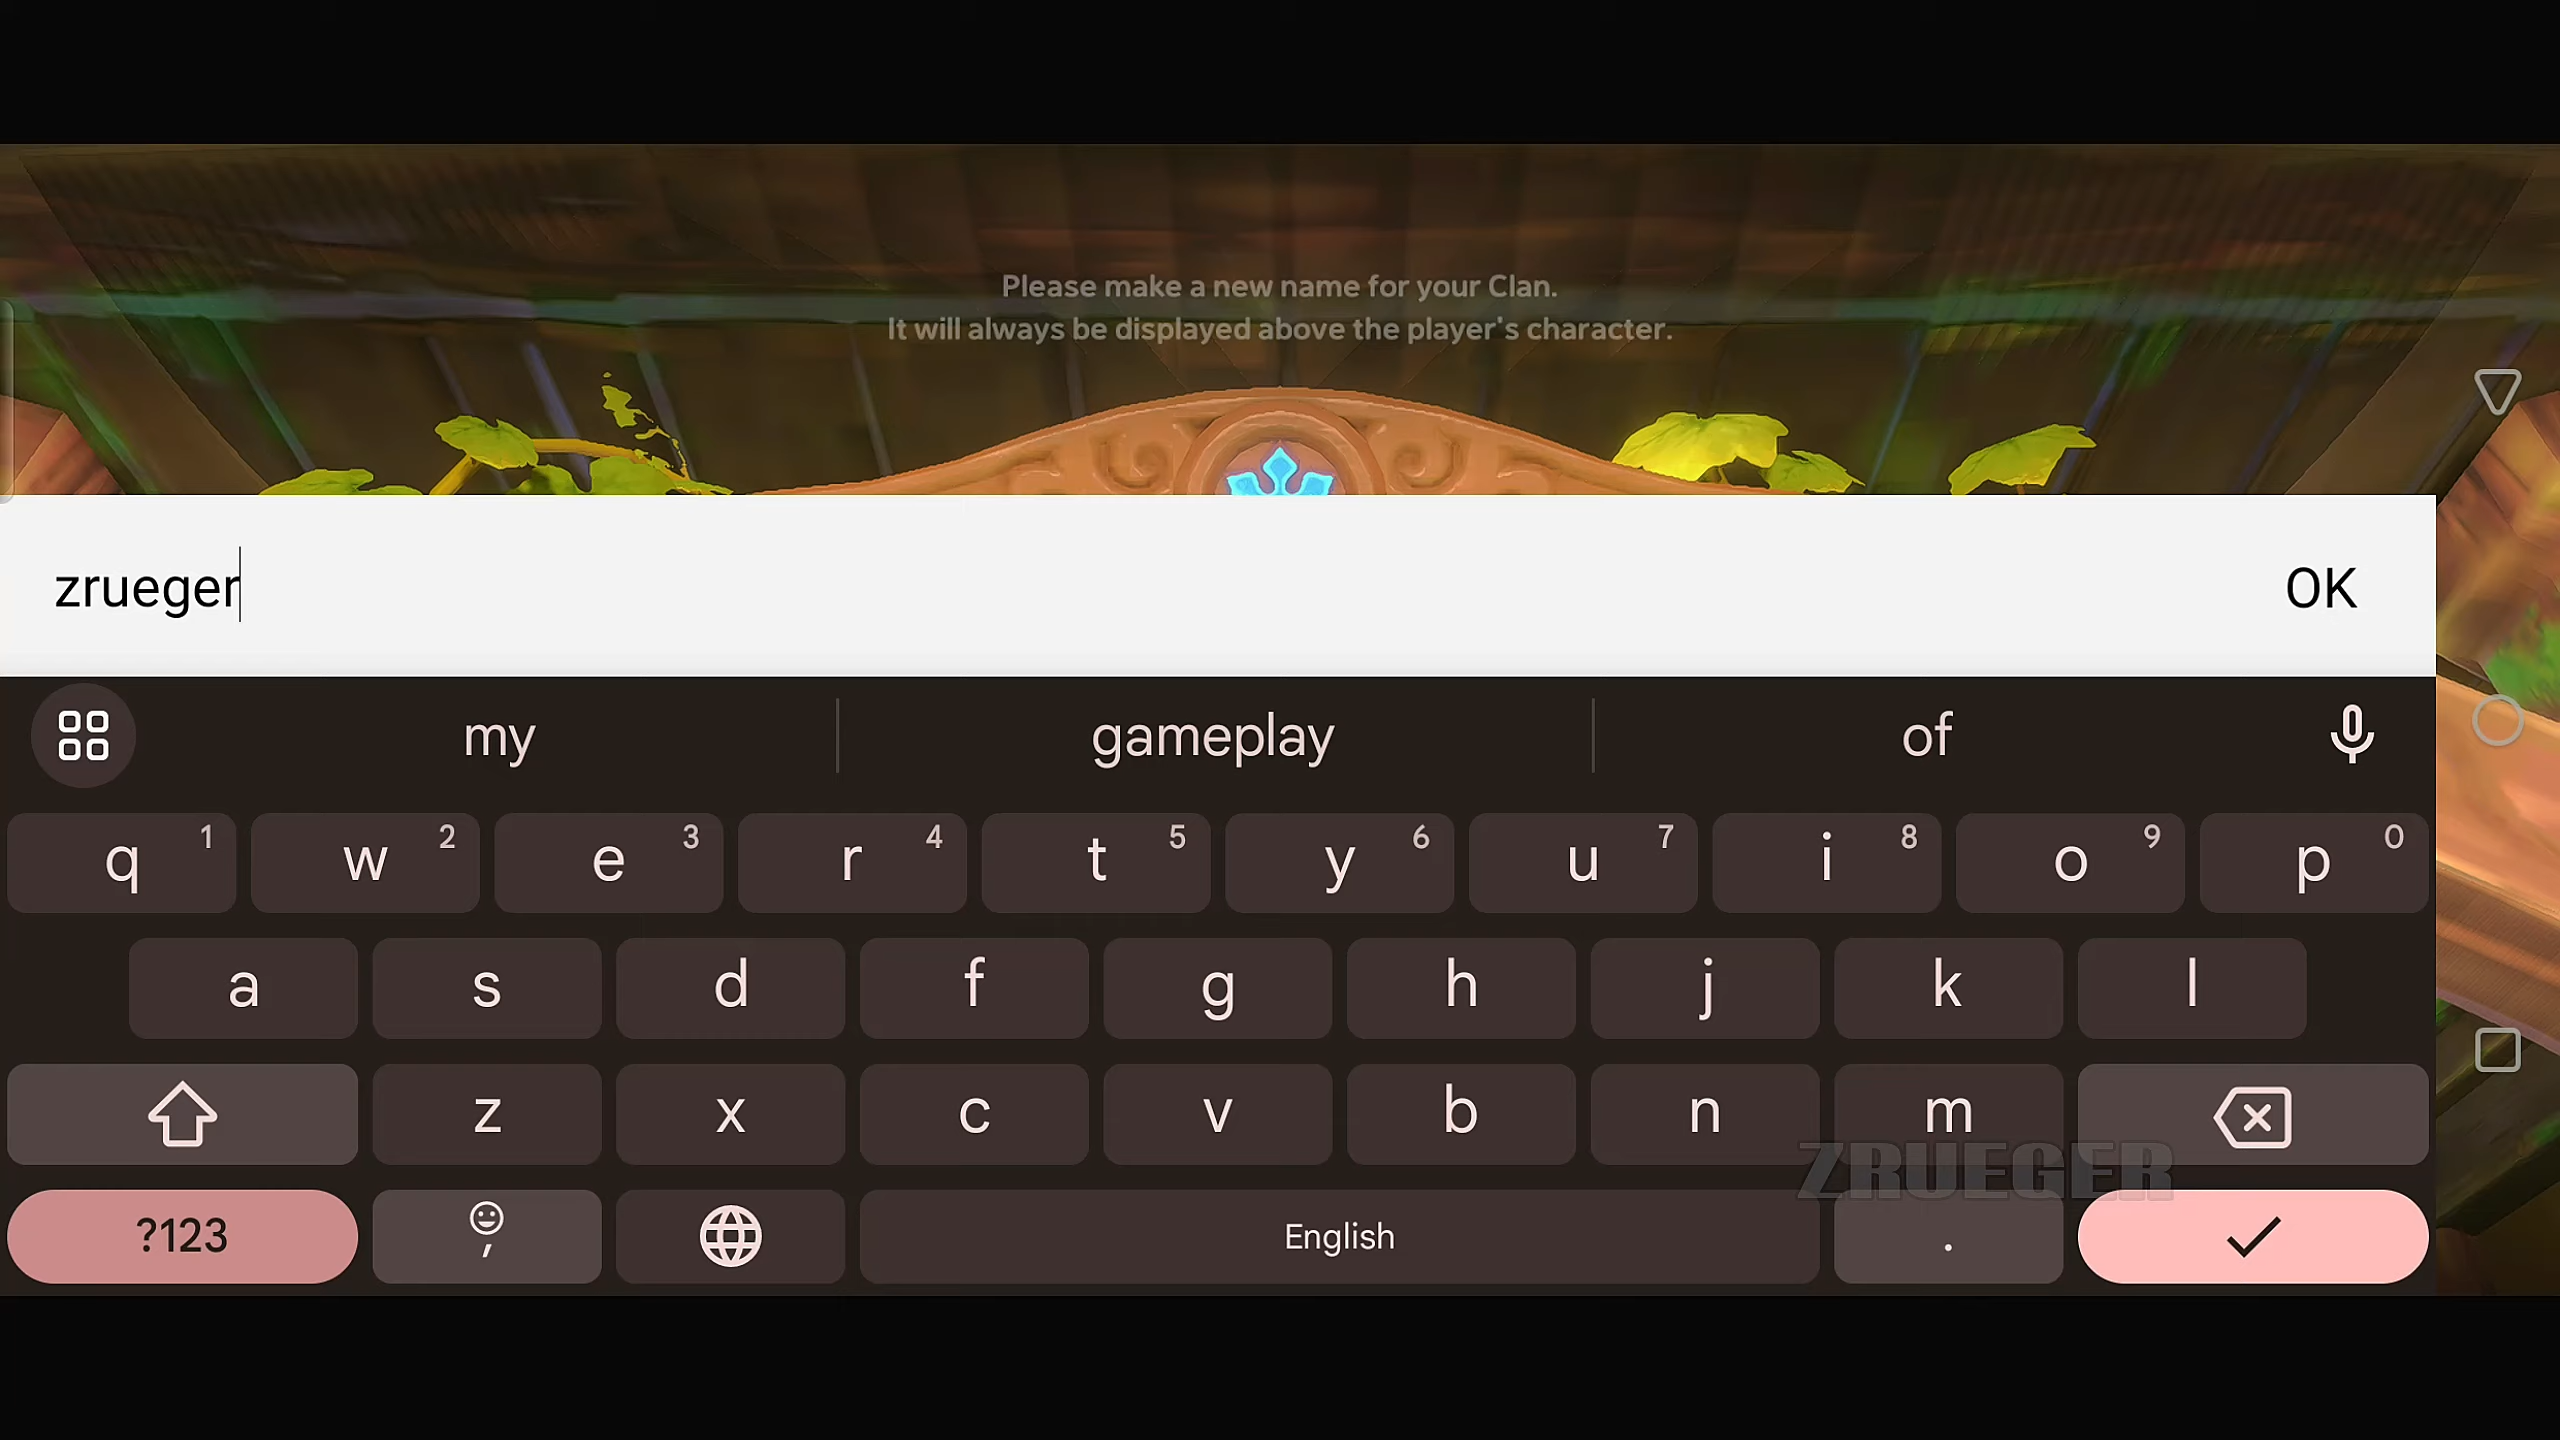 Please make a new name for your Clan.
It will always be displayed above the player's character.
zrueger
OK
my gameplay of
q 1 w 2 e 3 r 4 t 5 y 6 u 7 i 8 o 9 p 0
a s d f g h j k l
z x c v b n m
ZRUEGER
?123 , English .